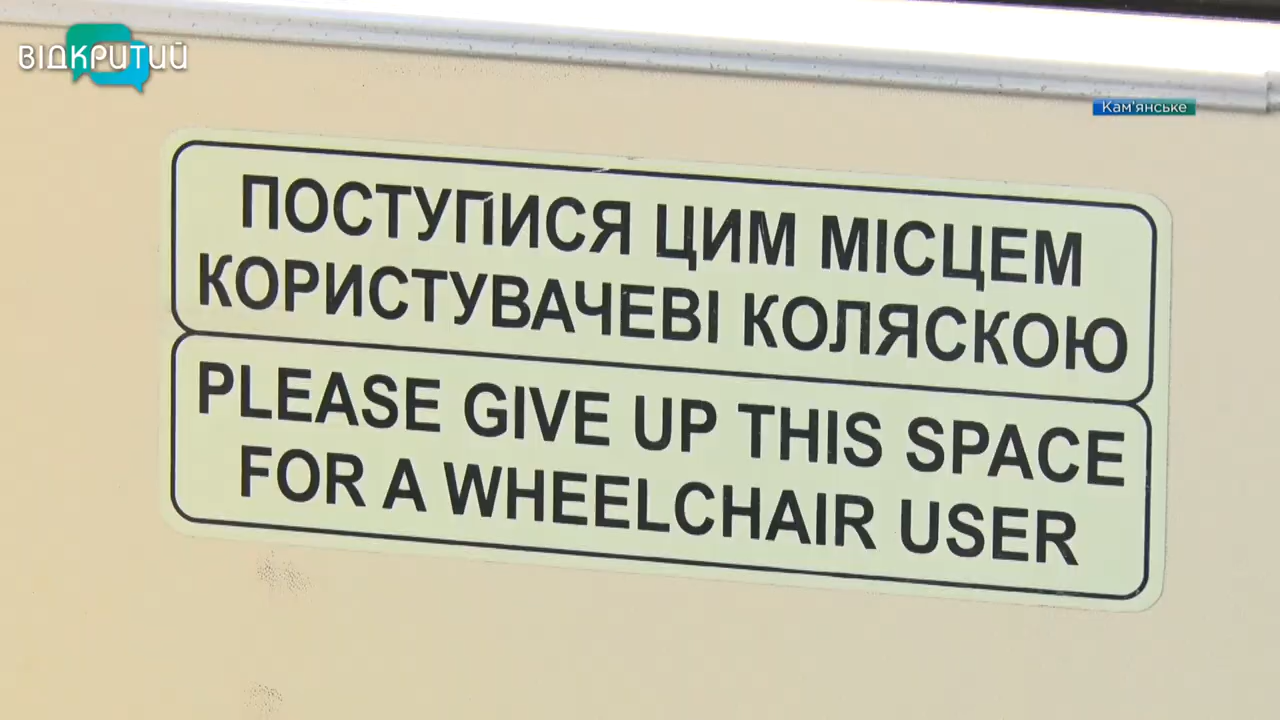 ВІДКРИТИЙ
Кам'янське
ПОСТУПИСЯ ЦИМ МІСЦЕМ
КОРИСТУВАЧЕВІ КОЛЯСКОЮ
PLEASE GIVE UP THIS SPACE
FOR A WHEELCHAIR USER